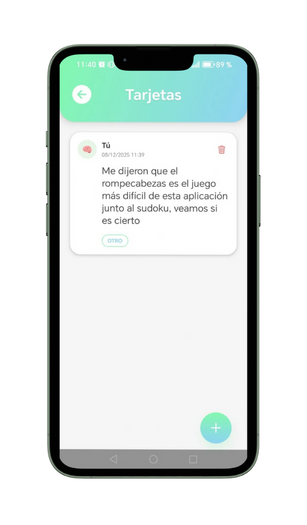 11:40
89 %
Tarjetas
Tú
08/12/2025 11:39
Me dijeron que el
rompecabezas es el juego
más difícil de esta aplicación
junto al sudoku, veamos si
es cierto
OTRO